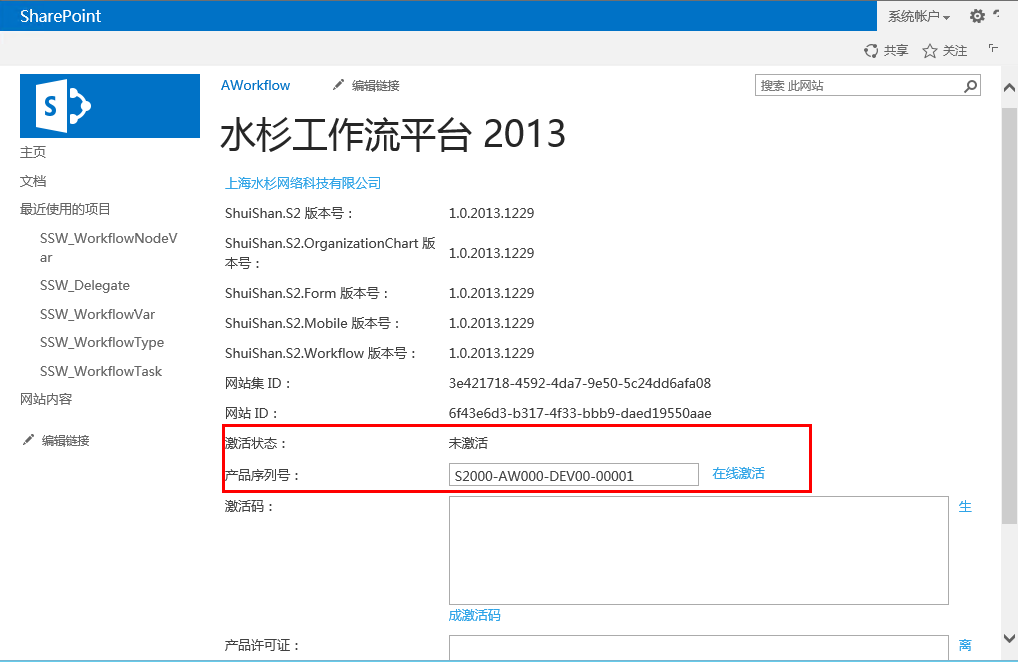 SharePoint
系统帐户
共享 关注
S
AWorkflow 编辑链接
搜索 此网站
水杉工作流平台 2013
主页
文档
最近使用的项目
SSW_WorkflowNodeV
ar
SSW_Delegate
SSW_WorkflowVar
SSW_WorkflowType
SSW_WorkflowTask
网站内容
编辑链接
上海水杉网络科技有限公司
ShuiShan.S2 版本号： 1.0.2013.1229
ShuiShan.S2.OrganizationChart 版
本号： 1.0.2013.1229
ShuiShan.S2.Form 版本号： 1.0.2013.1229
ShuiShan.S2.Mobile 版本号： 1.0.2013.1229
ShuiShan.S2.Workflow 版本号： 1.0.2013.1229
网站集 ID： 3e421718-4592-4da7-9e50-5c24dd6afa08
网站 ID： 6f43e6d3-b317-4f33-bbb9-daed19550aae
激活状态： 未激活
产品序列号： S2000-AW000-DEV00-00001 在线激活
激活码： 生
成激活码
产品许可证： 离